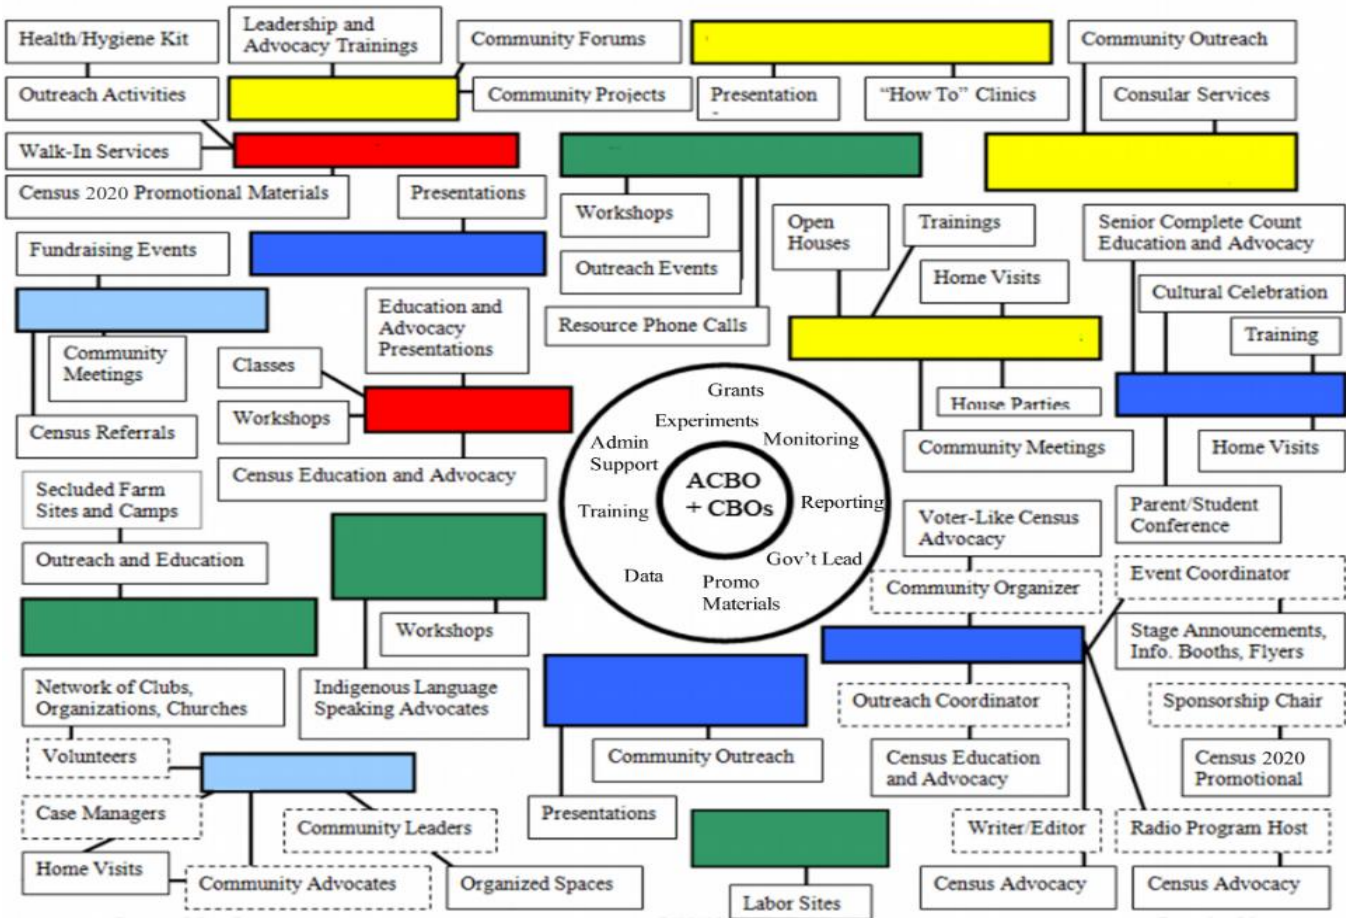 Health/Hygiene Kit
Leadership and
Advocacy Trainings
Community Forums
Community Outreach
Outreach Activities
Community Projects
Presentation
“How To” Clinics
Consular Services
Walk-In Services
Census 2020 Promotional Materials
Presentations
Workshops
Open
Houses
Trainings
Senior Complete Count
Education and Advocacy
Fundraising Events
Outreach Events
Home Visits
Cultural Celebration
Education and
Advocacy
Presentations
Resource Phone Calls
Training
Community
Meetings
Classes
Workshops
House Parties
Census Referrals
Community Meetings
Home Visits
Census Education and Advocacy
Grants
Experiments
Monitoring
Admin
Support
ACBO
+ CBOs
Reporting
Training
Gov’t Lead
Data
Promo
Materials
Secluded Farm
Sites and Camps
Outreach and Education
Voter-Like Census
Advocacy
Parent/Student
Conference
Community Organizer
Event Coordinator
Workshops
Stage Announcements,
Info. Booths, Flyers
Network of Clubs,
Organizations, Churches
Indigenous Language
Speaking Advocates
Outreach Coordinator
Sponsorship Chair
Volunteers
Community Outreach
Census Education
and Advocacy
Census 2020
Promotional
Case Managers
Community Leaders
Presentations
Writer/Editor
Radio Program Host
Home Visits
Community Advocates
Organized Spaces
Labor Sites
Census Advocacy
Census Advocacy